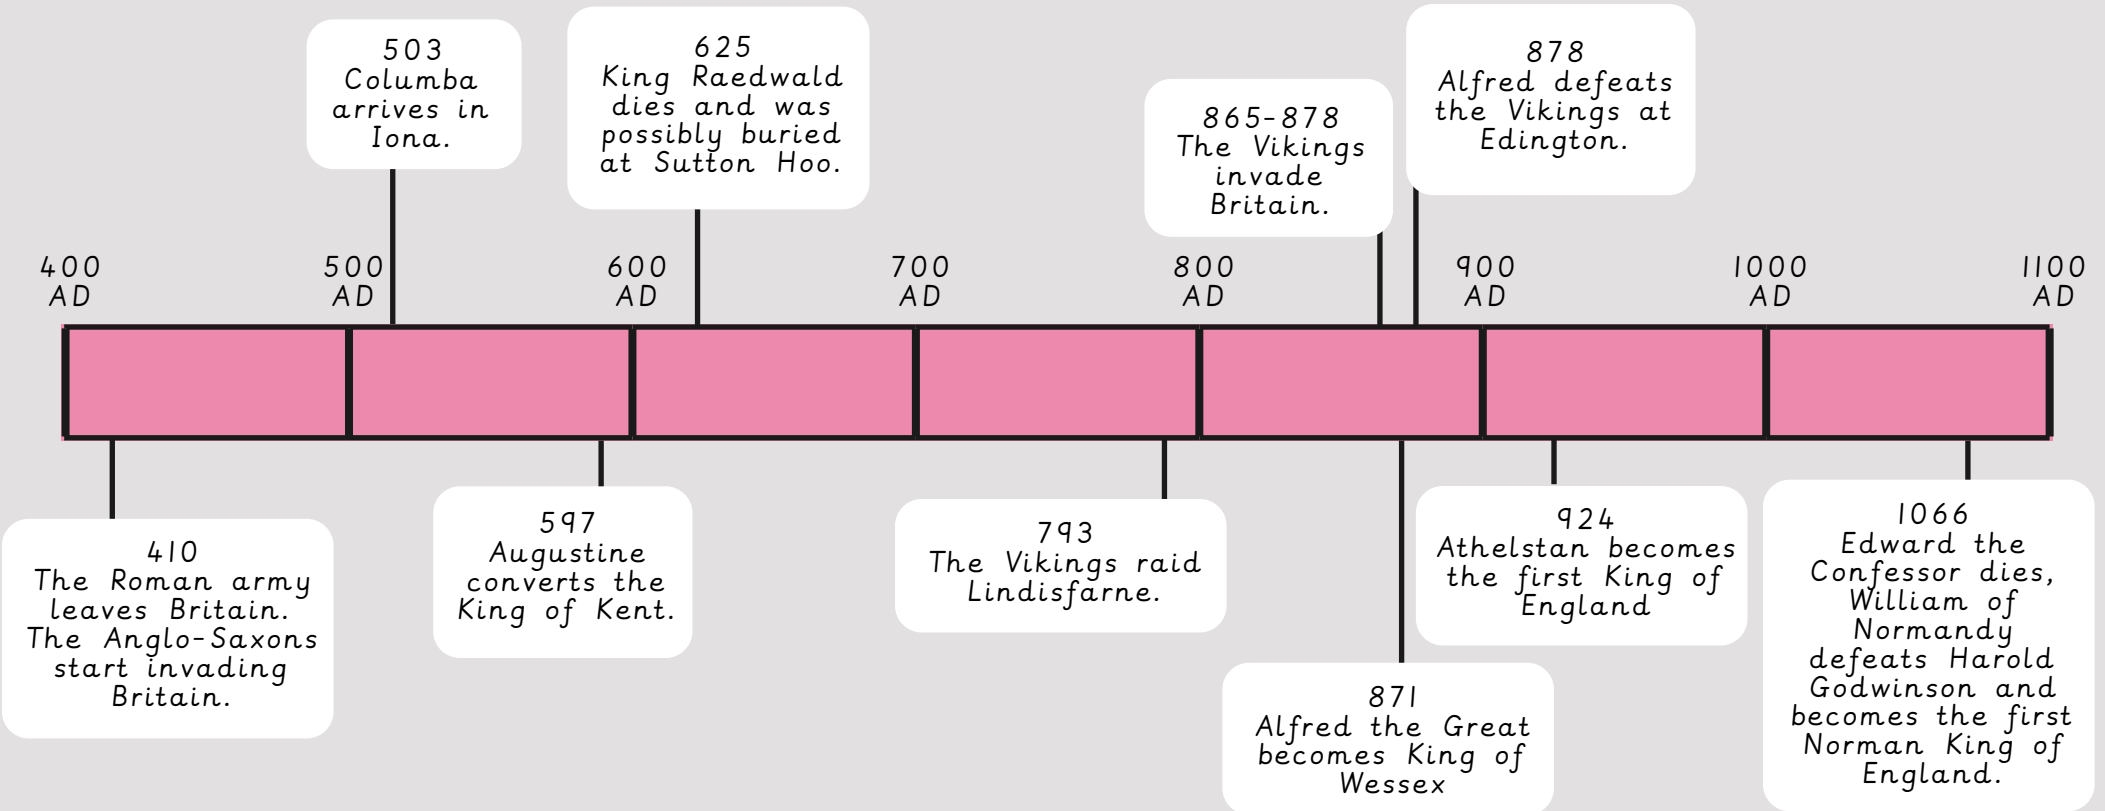 503
Columba
arrives in
Iona.
625
King Raedwald
dies and was
possibly buried
at Sutton Hoo.
865-878
The Vikings
invade
Britain.
878
Alfred defeats
the Vikings at
Edington.
400
AD
500
AD
600
AD
700
AD
800
AD
900
AD
1000
AD
1100
AD
410
The Roman army
leaves Britain.
The Anglo-Saxons
start invading
Britain.
597
Augustine
converts the
King of Kent.
793
The Vikings raid
Lindisfarne.
871
Alfred the Great
becomes King of
Wessex
924
Athelstan becomes
the first King of
England
1066
Edward the
Confessor dies,
William of
Normandy
defeats Harold
Godwinson and
becomes the first
Norman King of
England.